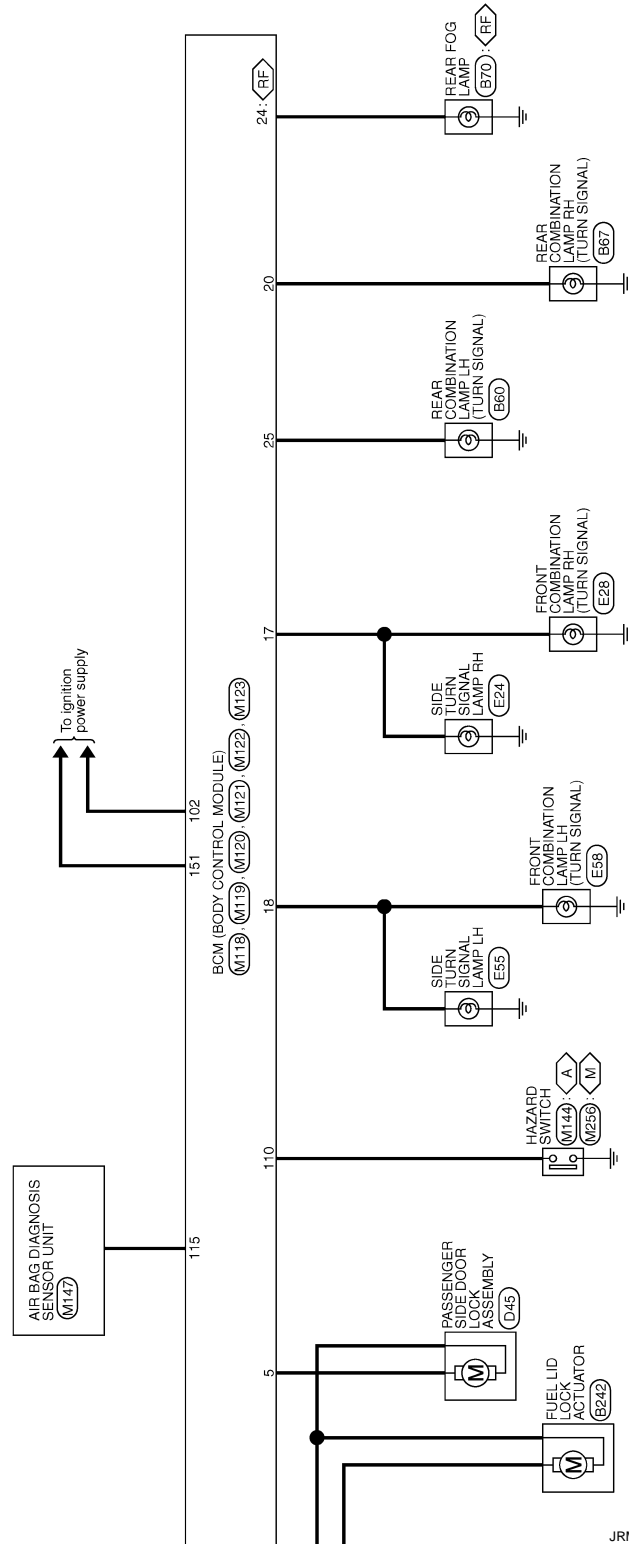 24 : RF
REAR FOG
LAMP
B70 : RF
20
REAR
COMBINATION
LAMP RH
(TURN SIGNAL)
B67
25
REAR
COMBINATION
LAMP LH
(TURN SIGNAL)
B60
17
FRONT
COMBINATION
LAMP RH
(TURN SIGNAL)
E28
SIDE
TURN
SIGNAL
LAMP RH
E24
To ignition
power supply
102
151
BCM (BODY CONTROL MODULE)
M118 , M119 , M120 , M121 , M122 , M123
18
FRONT
COMBINATION
LAMP LH
(TURN SIGNAL)
E58
SIDE
TURN
SIGNAL
LAMP LH
E55
110
HAZARD
SWITCH
M144 : A
M256 : M
AIR BAG DIAGNOSIS
SENSOR UNIT
M147
115
5
PASSENGER
SIDE DOOR
LOCK
ASSEMBLY
D45
M
FUEL LID
LOCK
ACTUATOR
B242
M
JRM